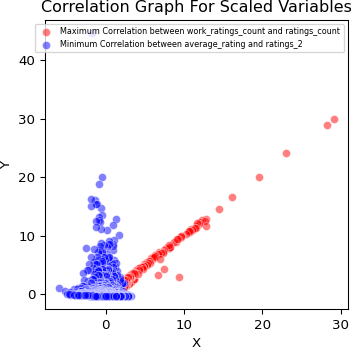 Correlation Graph For Scaled Variables
Maximum Correlation between work_ratings_count and ratings_count
Minimum Correlation between average_rating and ratings_2
40
30
20
10
0
Y
0 10 20 30
X